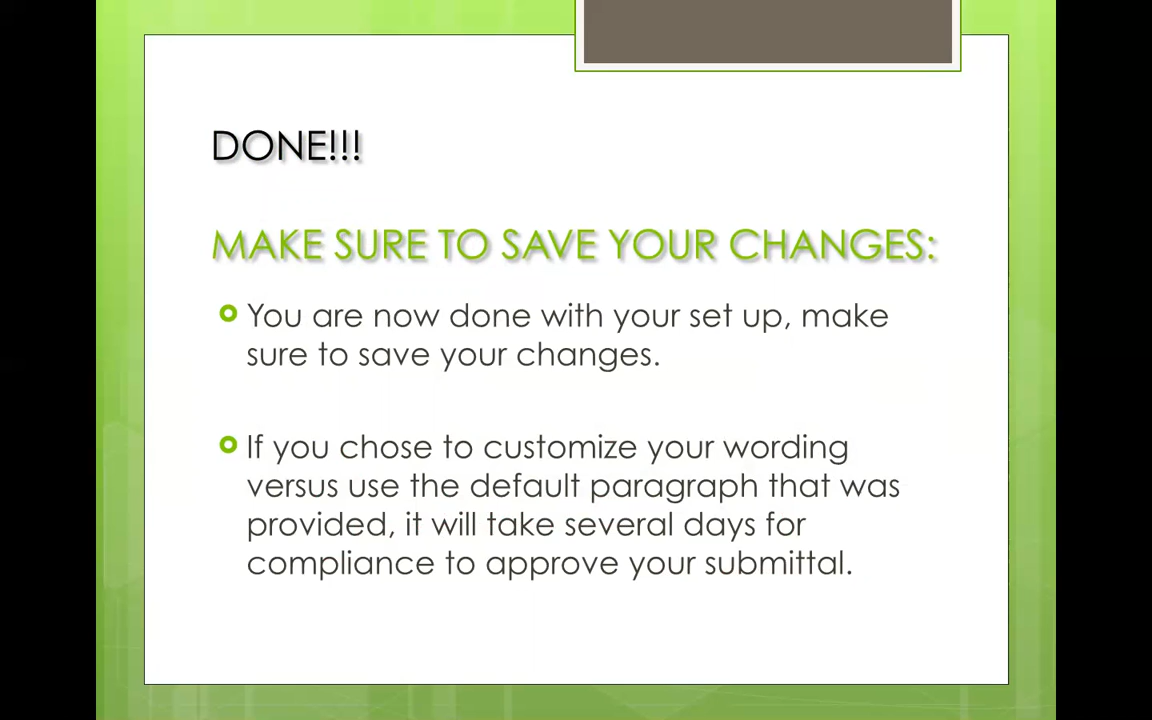 DONE!!!
MAKE SURE TO SAVE YOUR CHANGES:
You are now done with your set up, make
sure to save your changes.
If you chose to customize your wording
versus use the default paragraph that was
provided, it will take several days for
compliance to approve your submittal.